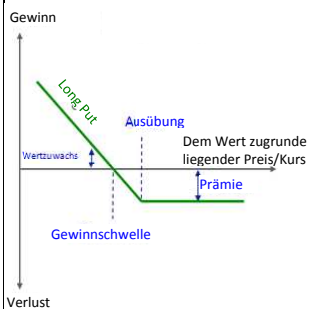 Gewinn
Long Put
Ausübung
Dem Wert zugrunde
liegender Preis/Kurs
Wertzuwachs
Prämie
Gewinnschwelle
Verlust